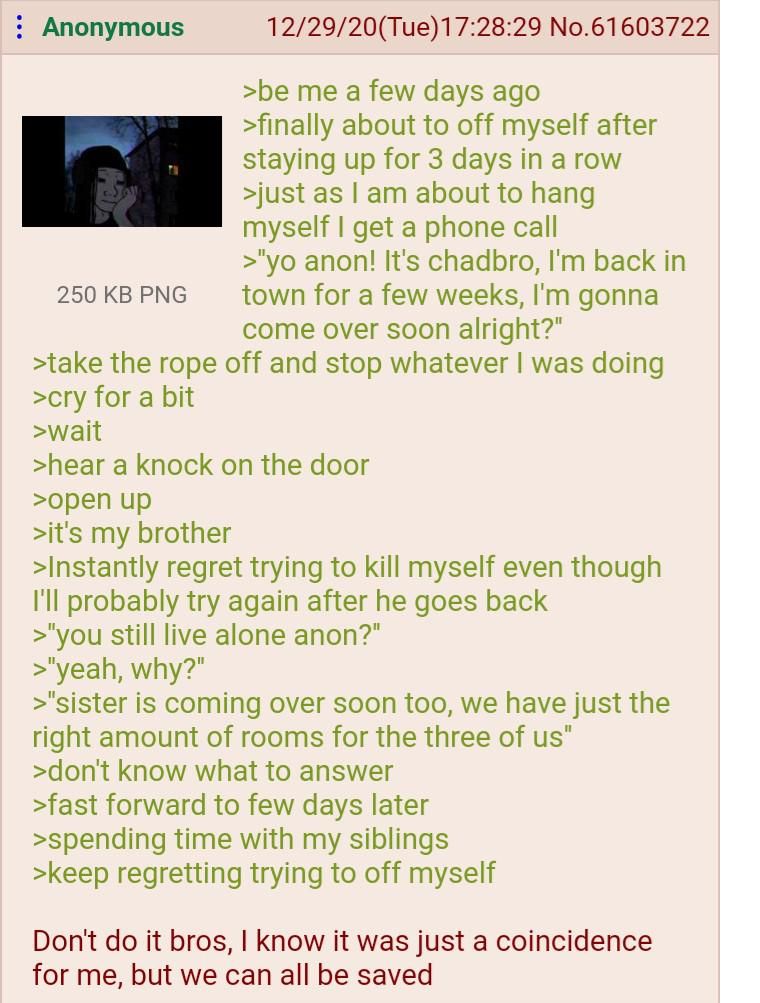 Anonymous 12/29/20(Tue)17:28:29 No.61603722
>be me a few days ago
>finally about to off myself after
staying up for 3 days in a row
>just as I am about to hang
myself I get a phone call
>"yo anon! It's chadbro, I'm back in
town for a few weeks, I'm gonna
come over soon alright?"
250 KB PNG
>take the rope off and stop whatever I was doing
>cry for a bit
>wait
>hear a knock on the door
>open up
>it's my brother
>Instantly regret trying to kill myself even though
I'll probably try again after he goes back
>"you still live alone anon?"
>"yeah, why?"
>"sister is coming over soon too, we have just the
right amount of rooms for the three of us"
>don't know what to answer
>fast forward to few days later
>spending time with my siblings
>keep regretting trying to off myself
Don't do it bros, I know it was just a coincidence
for me, but we can all be saved